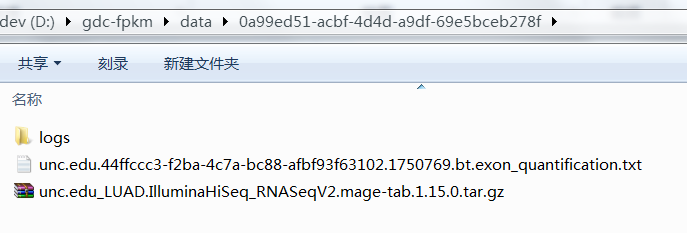 dev (D:) ▸ gdc-fpkm ▸ data ▸ 0a99ed51-acbf-4d4d-a9df-69e5bceb278f ▸
共享 刻录 新建文件夹
名称
logs
unc.edu.44ffccc3-f2ba-4c7a-bc88-afbf93f63102.1750769.bt.exon_quantification.txt
unc.edu_LUAD.IlluminaHiSeq_RNASeqV2.mage-tab.1.15.0.tar.gz